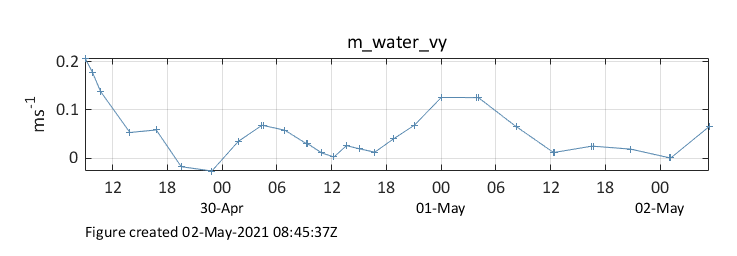 m_water_vy
0.2
0.1
0
ms-1
12 18 00 06 12 18 00 06 12 18 00
30-Apr 01-May 02-May
Figure created 02-May-2021 08:45:37Z